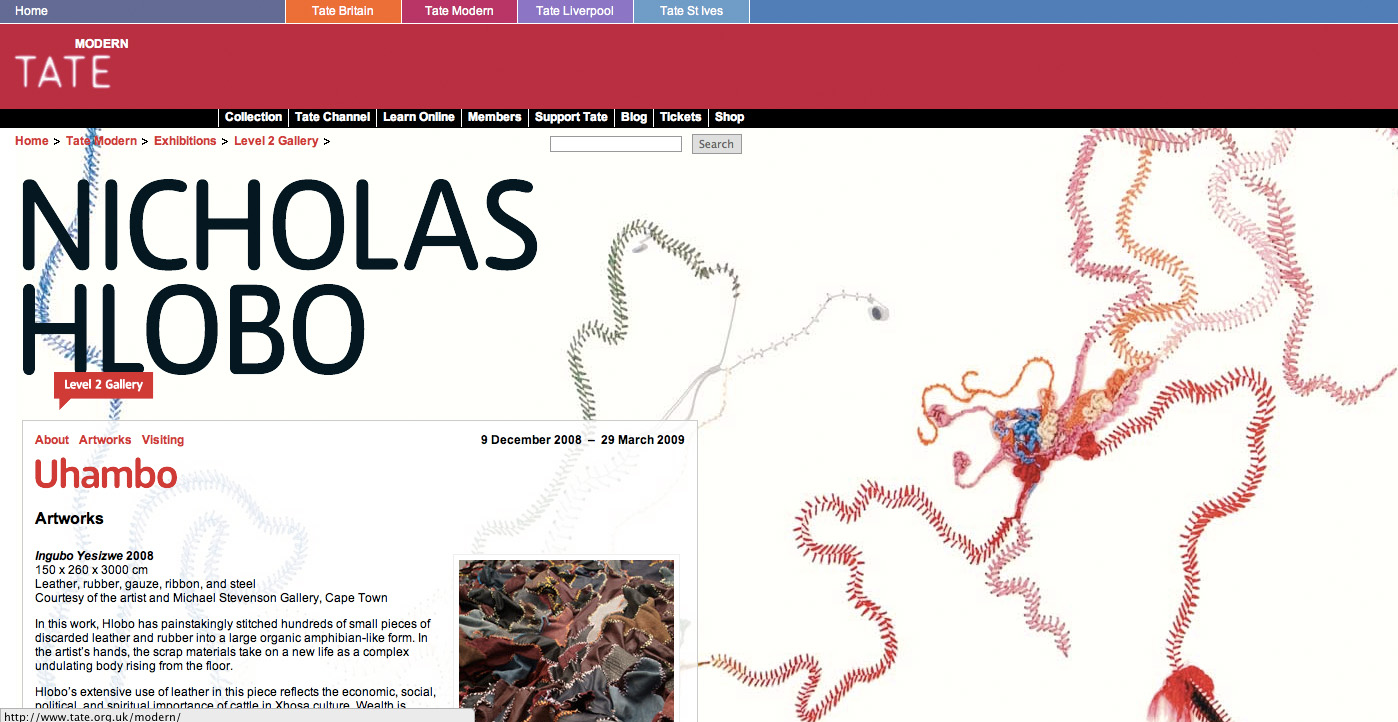 Home
Tate Britain
Tate Modern
Tate Liverpool
Tate St Ives
MODERN
TATE
Collection
Tate Channel
Learn Online
Members
Support Tate
Blog
Tickets
Shop
Home > Tate Modern > Exhibitions > Level 2 Gallery >
Search
NICHOLAS
HLOBO
Level 2 Gallery
About Artworks Visiting
9 December 2008 – 29 March 2009
Uhambo
Artworks
Ingubo Yesizwe 2008
150 x 260 x 3000 cm
Leather, rubber, gauze, ribbon, and steel
Courtesy of the artist and Michael Stevenson Gallery, Cape Town
In this work, Hlobo has painstakingly stitched hundreds of small pieces of
discarded leather and rubber into a large organic amphibian-like form. In
the artist's hands, the scrap materials take on a new life as a complex
undulating body rising from the floor.
Hlobo's extensive use of leather in this piece reflects the economic, social,
political, and spiritual importance of cattle in Xhosa culture. Wealth is
http://www.tate.org.uk/modern/